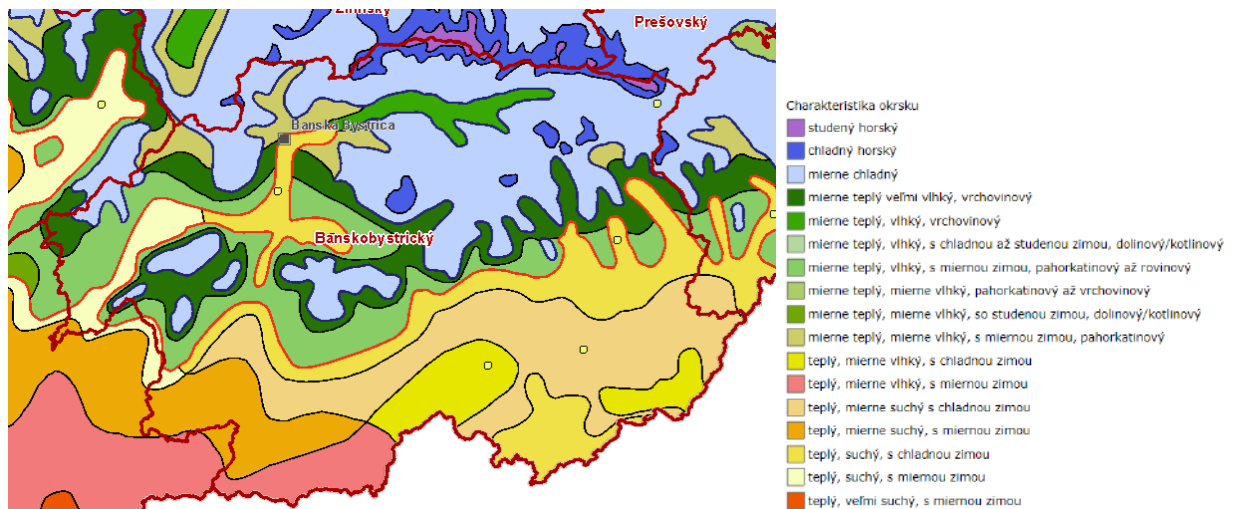 Žilinský
Prešovský
Banská Bystrica
Banskobystrický
Charakteristika okrsku
studený horský
chladný horský
mierne chladný
mierne teplý veľmi vlhký, vrchovinový
mierne teplý, vlhký, vrchovinový
mierne teplý, vlhký, s chladnou až studenou zimou, dolinový/kotlinový
mierne teplý, vlhký, s miernou zimou, pahorkatinový až rovinový
mierne teplý, mierne vlhký, pahorkatinový až vrchovinový
mierne teplý, mierne vlhký, so studenou zimou, dolinový/kotlinový
mierne teplý, mierne vlhký, s miernou zimou, pahorkatinový
teplý, mierne vlhký, s chladnou zimou
teplý, mierne vlhký, s miernou zimou
teplý, mierne suchý s chladnou zimou
teplý, mierne suchý, s miernou zimou
teplý, suchý, s chladnou zimou
teplý, suchý, s miernou zimou
teplý, veľmi suchý, s miernou zimou